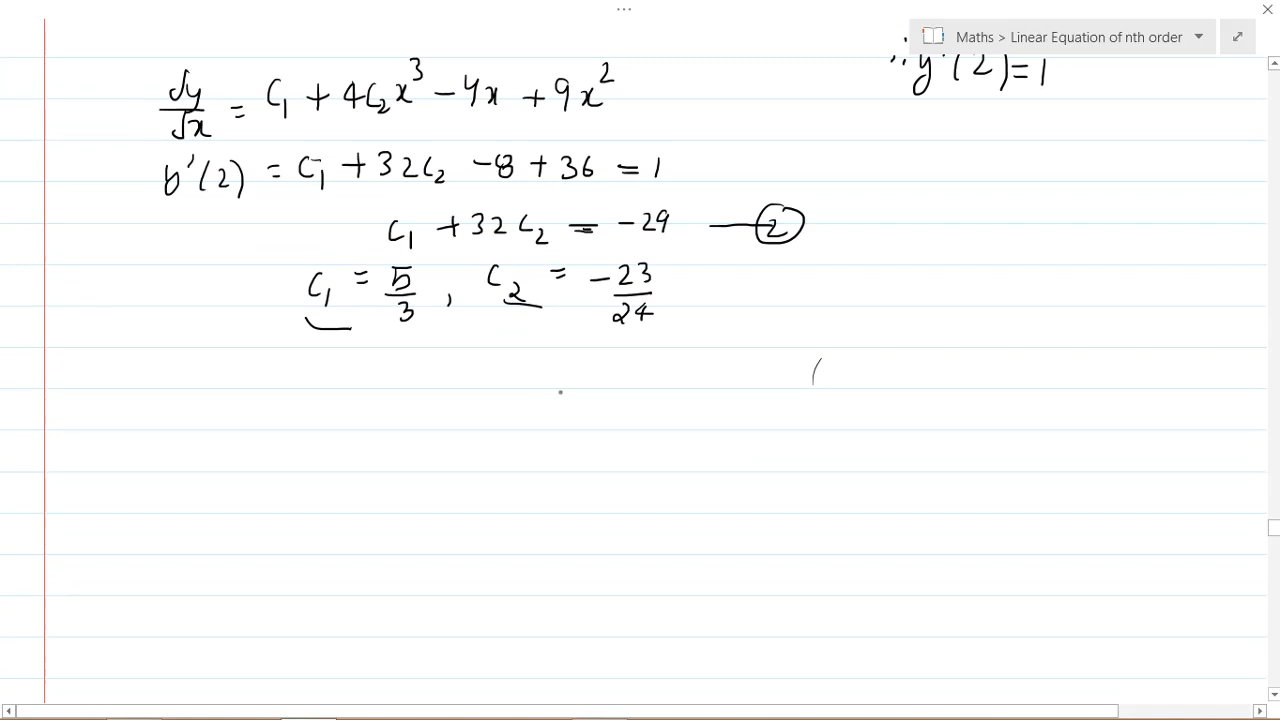 Maths > Linear Equation of nth order
∴ y'(2) = 1
dy/dx = C₁ + 4C₂x³ - 4x + 9x²
y'(2) = C₁ + 32C₂ - 8 + 36 = 1
C₁ + 32C₂ = -29 — ②
C₁ = 5/3 , C₂ = -23/24